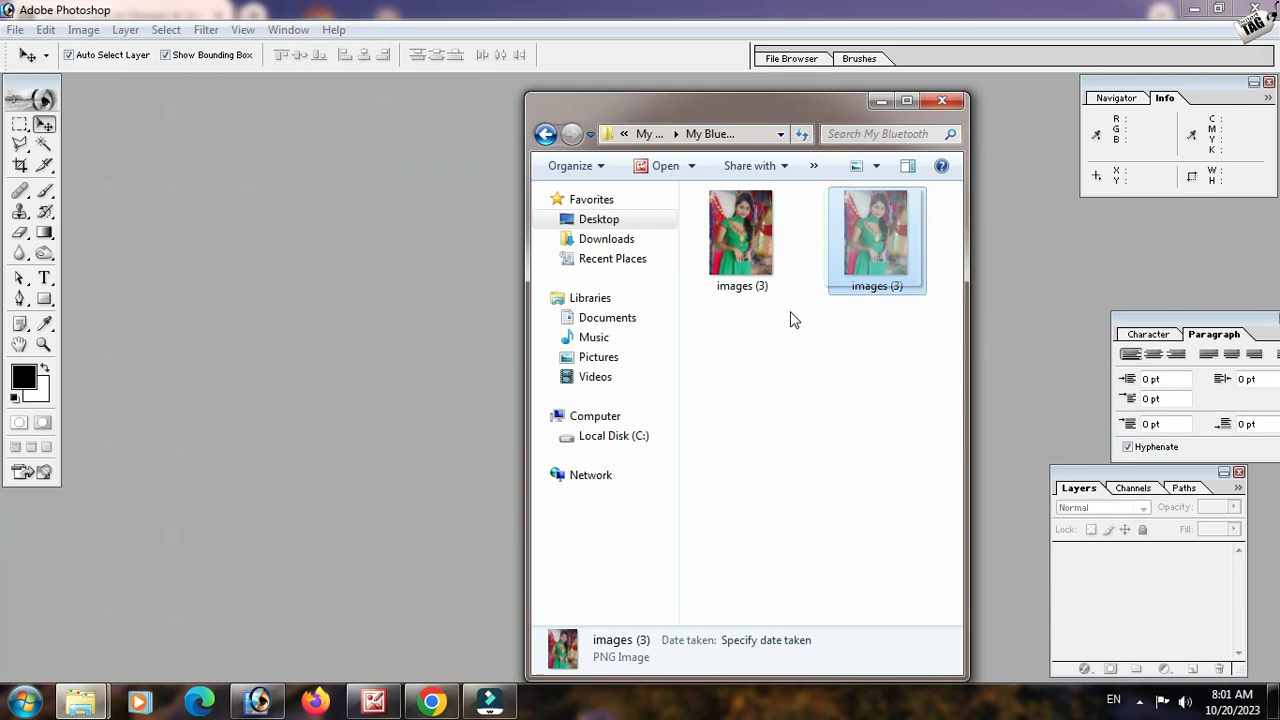 Adobe Photoshop
File Edit Image Layer Select Filter View Window Help
TAG
Auto Select Layer Show Bounding Box
File Browser Brushes
Navigator Info
R :
G :
B :
C :
M :
Y :
K :
X :
Y :
W :
H :
« My ... My Blue...
Search My Bluetooth
Organize Open Share with »
Favorites
Desktop
Downloads
Recent Places
Libraries
Documents
Music
Pictures
Videos
Computer
Local Disk (C:)
Network
images (3)
images (3)
Character Paragraph
0 pt 0 pt
0 pt
0 pt 0 pt
Hyphenate
Layers Channels Paths
Normal Opacity:
Lock: Fill:
images (3) Date taken: Specify date taken
PNG Image
EN
8:01 AM
10/20/2023